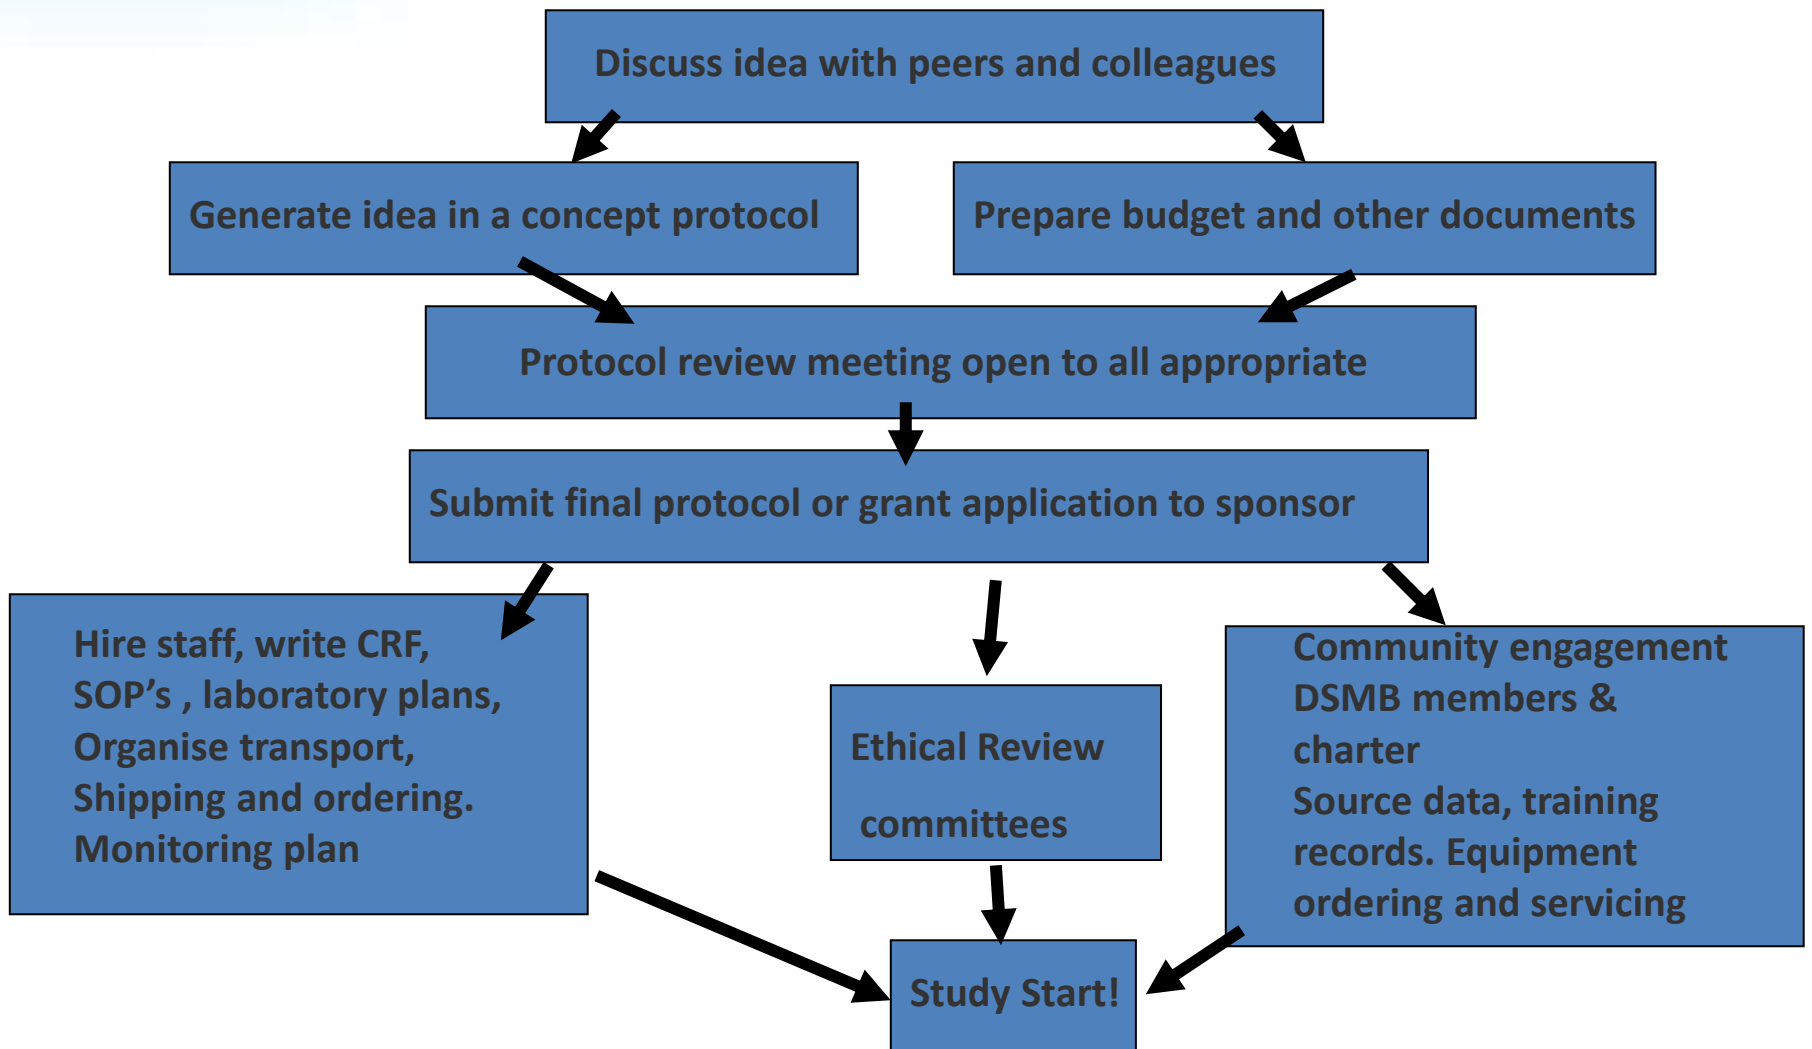 Discuss idea with peers and colleagues
Generate idea in a concept protocol
Prepare budget and other documents
Protocol review meeting open to all appropriate
Submit final protocol or grant application to sponsor
Hire staff, write CRF,
SOP's , laboratory plans,
Organise transport,
Shipping and ordering.
Monitoring plan
Ethical Review
committees
Community engagement
DSMB members &
charter
Source data, training
records. Equipment
ordering and servicing
Study Start!